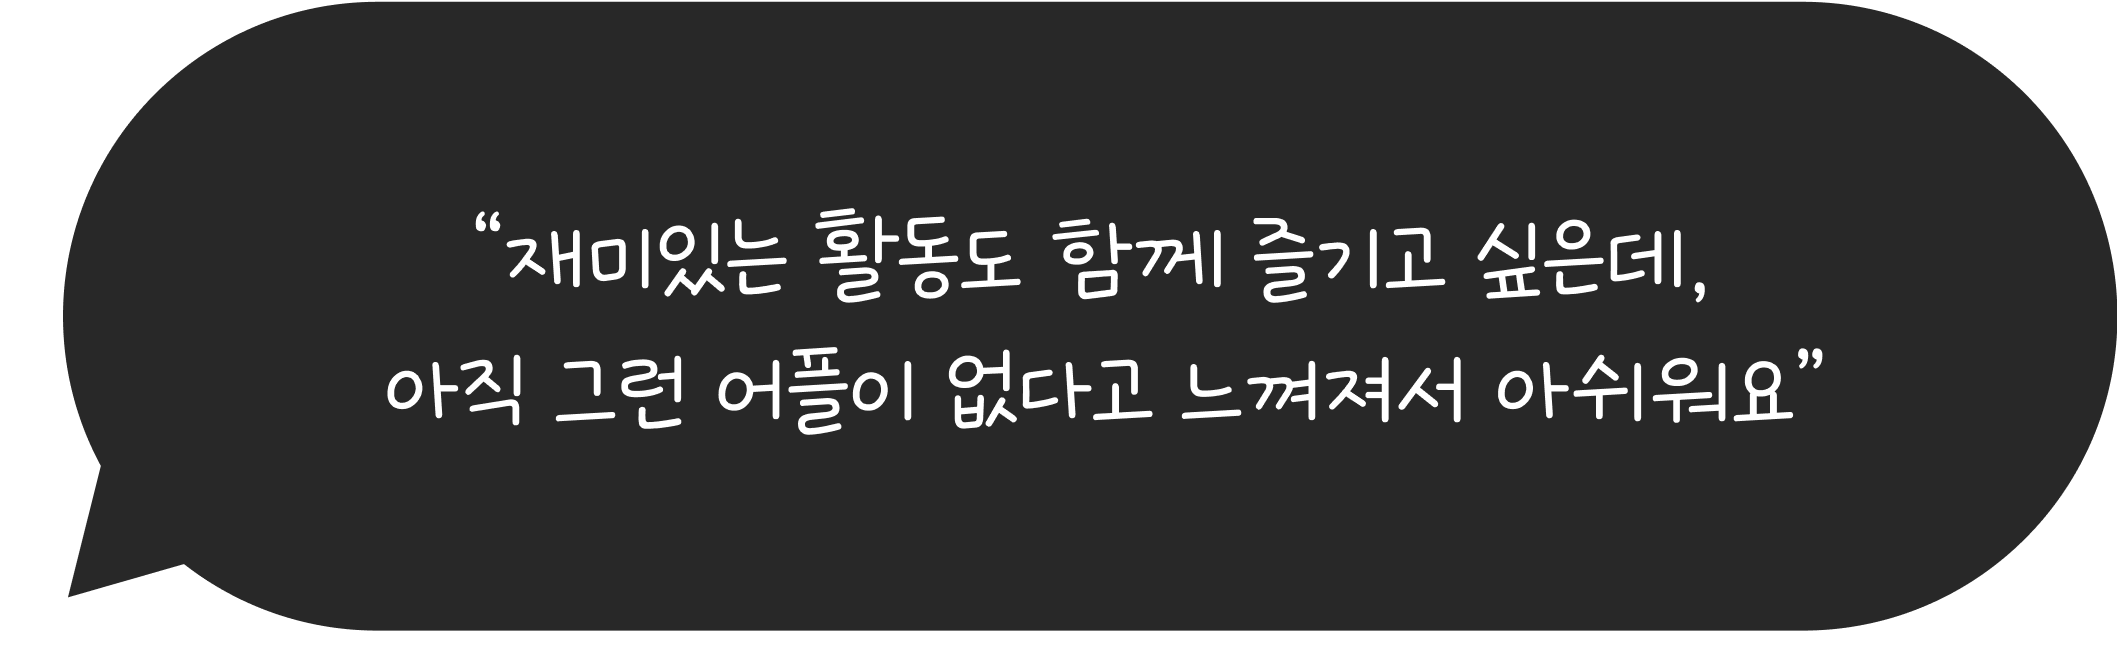 “재미있는 활동도 함께 즐기고 싶은데,
아직 그런 어플이 없다고 느껴져서 아쉬워요”